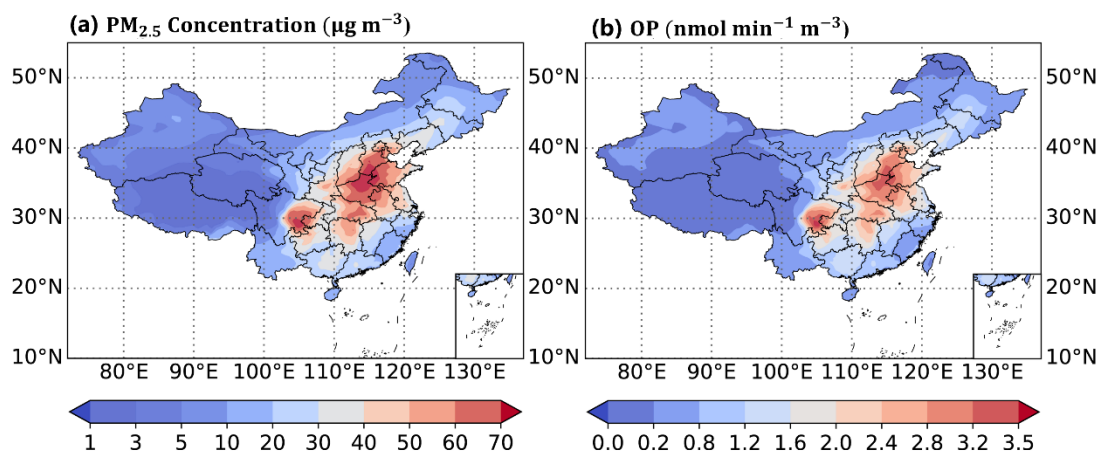 (a) PM₂.₅ Concentration (μg m⁻³)
(b) OP (nmol min⁻¹ m⁻³)
50°N 50°N
40°N 40°N
30°N 30°N
20°N 20°N
10°N 10°N
80°E 90°E 100°E 110°E 120°E 130°E 80°E 90°E 100°E 110°E 120°E 130°E
1 3 5 10 20 30 40 50 60 70 0.0 0.2 0.8 1.2 1.6 2.0 2.4 2.8 3.2 3.5